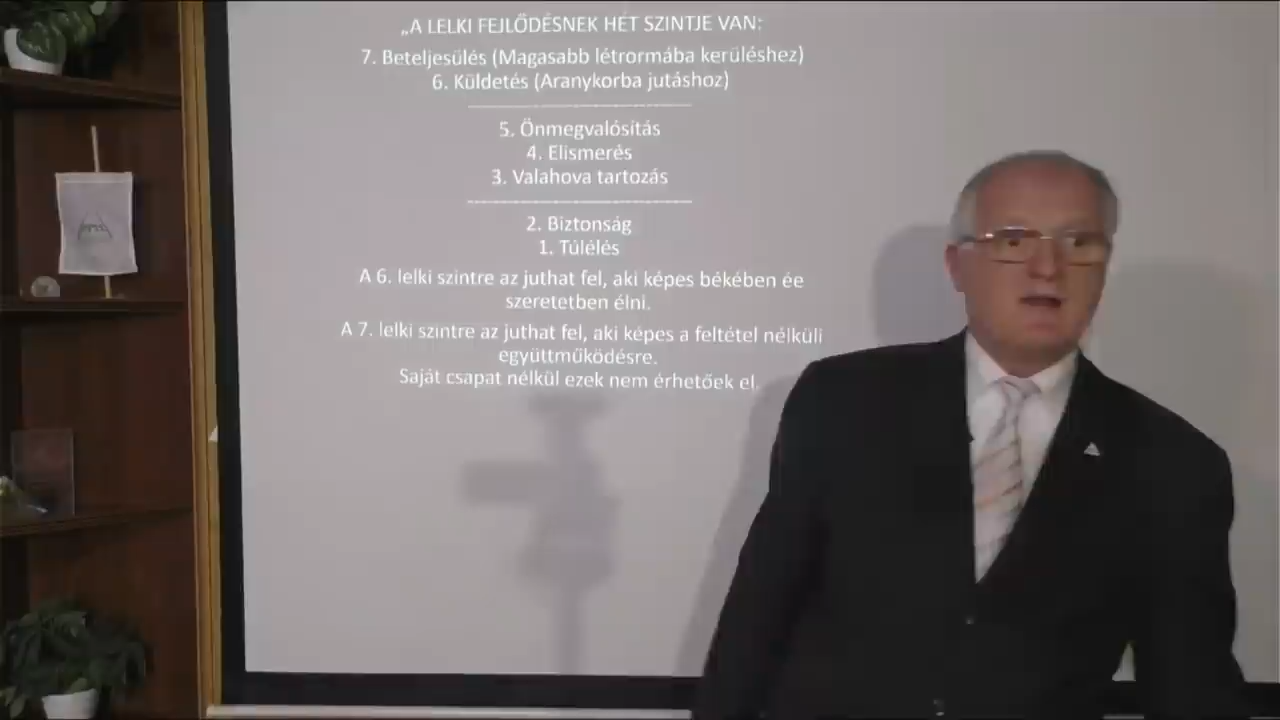 „A LELKI FEJLŐDÉSNEK HÉT SZINTJE VAN:
7. Beteljesülés (Magasabb létrormába kerüléshez)
6. Küldetés (Aranykorba jutáshoz)
5. Önmegvalósítás
4. Elismerés
3. Valahova tartozás
2. Biztonság
1. Túlélés
A 6. lelki szintre az juthat fel, aki képes békében ée
szeretetben élni.
A 7. lelki szintre az juthat fel, aki képes a feltétel nélküli
együttműködésre.
Saját csapat nélkül ezek nem érhetőek el.